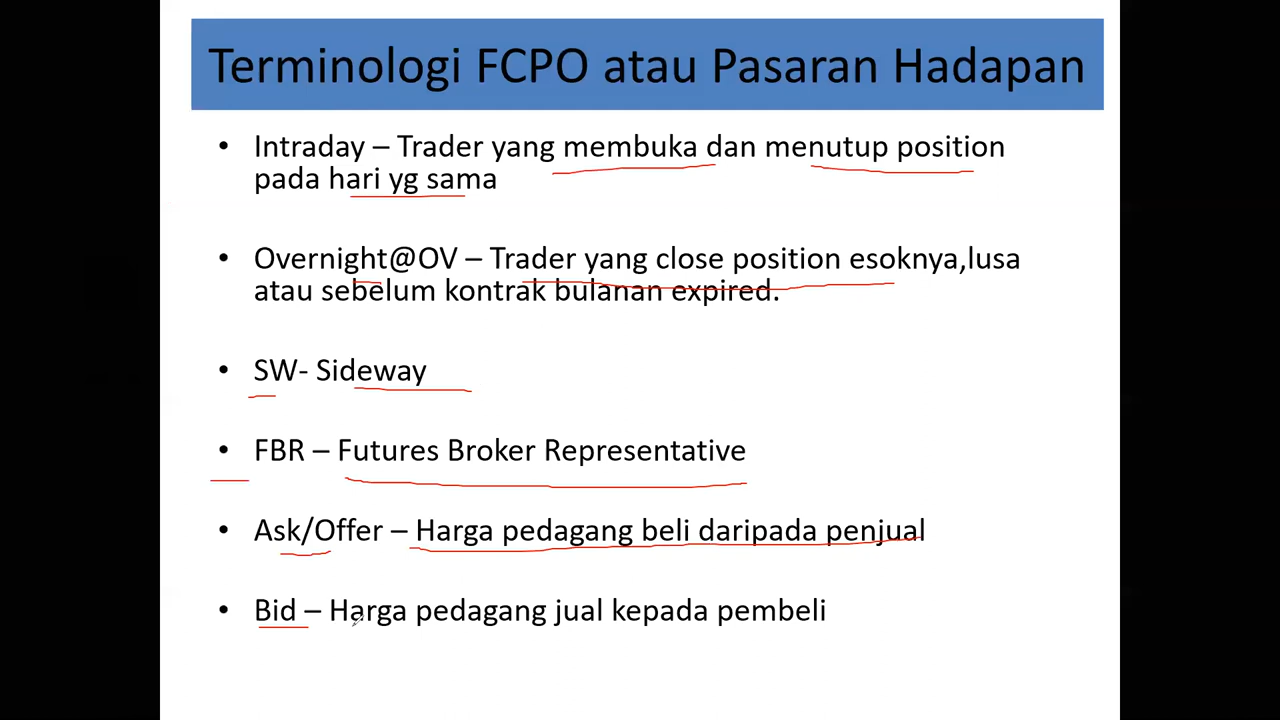 Terminologi FCPO atau Pasaran Hadapan
• Intraday – Trader yang membuka dan menutup position
pada hari yg sama
• Overnight@OV – Trader yang close position esoknya,lusa
atau sebelum kontrak bulanan expired.
• SW- Sideway
• FBR – Futures Broker Representative
• Ask/Offer – Harga pedagang beli daripada penjual
• Bid – Harga pedagang jual kepada pembeli